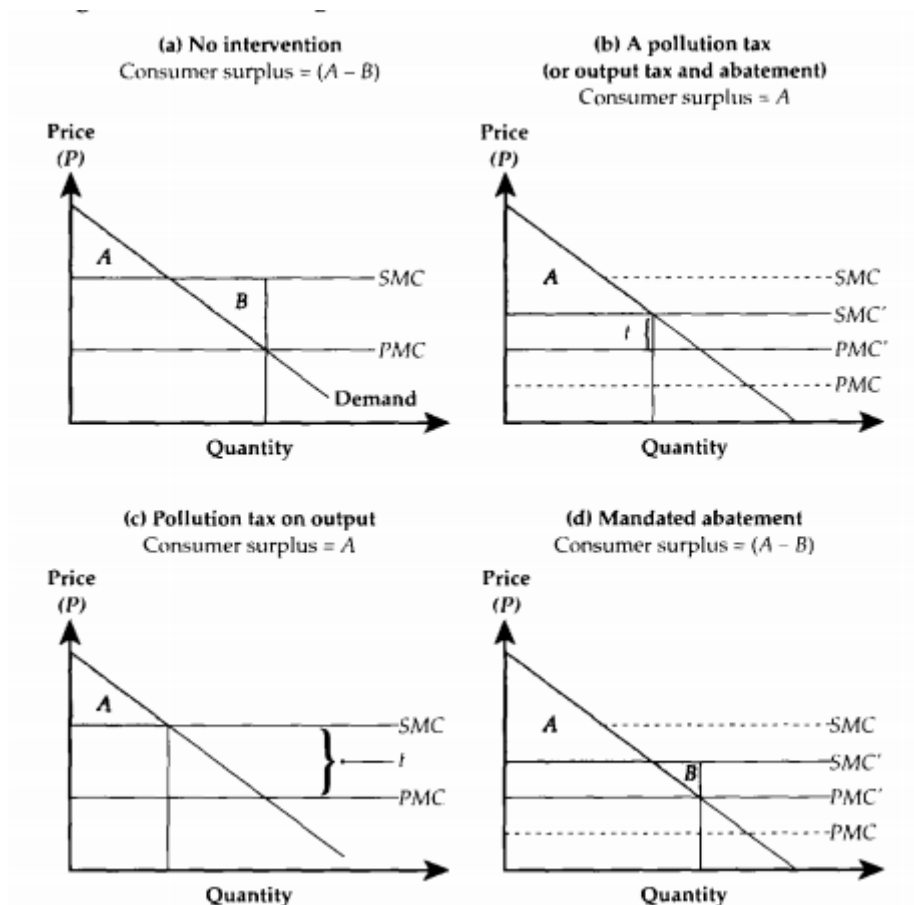 (a) No intervention
Consumer surplus = (A – B)
Price
(P)
A
B
SMC
PMC
Demand
Quantity
(b) A pollution tax
(or output tax and abatement)
Consumer surplus = A
Price
(P)
A
SMC
SMC'
t
PMC'
PMC
Quantity
(c) Pollution tax on output
Consumer surplus = A
Price
(P)
A
SMC
t
PMC
Quantity
(d) Mandated abatement
Consumer surplus = (A – B)
Price
(P)
A
SMC
SMC'
B
PMC'
PMC
Quantity